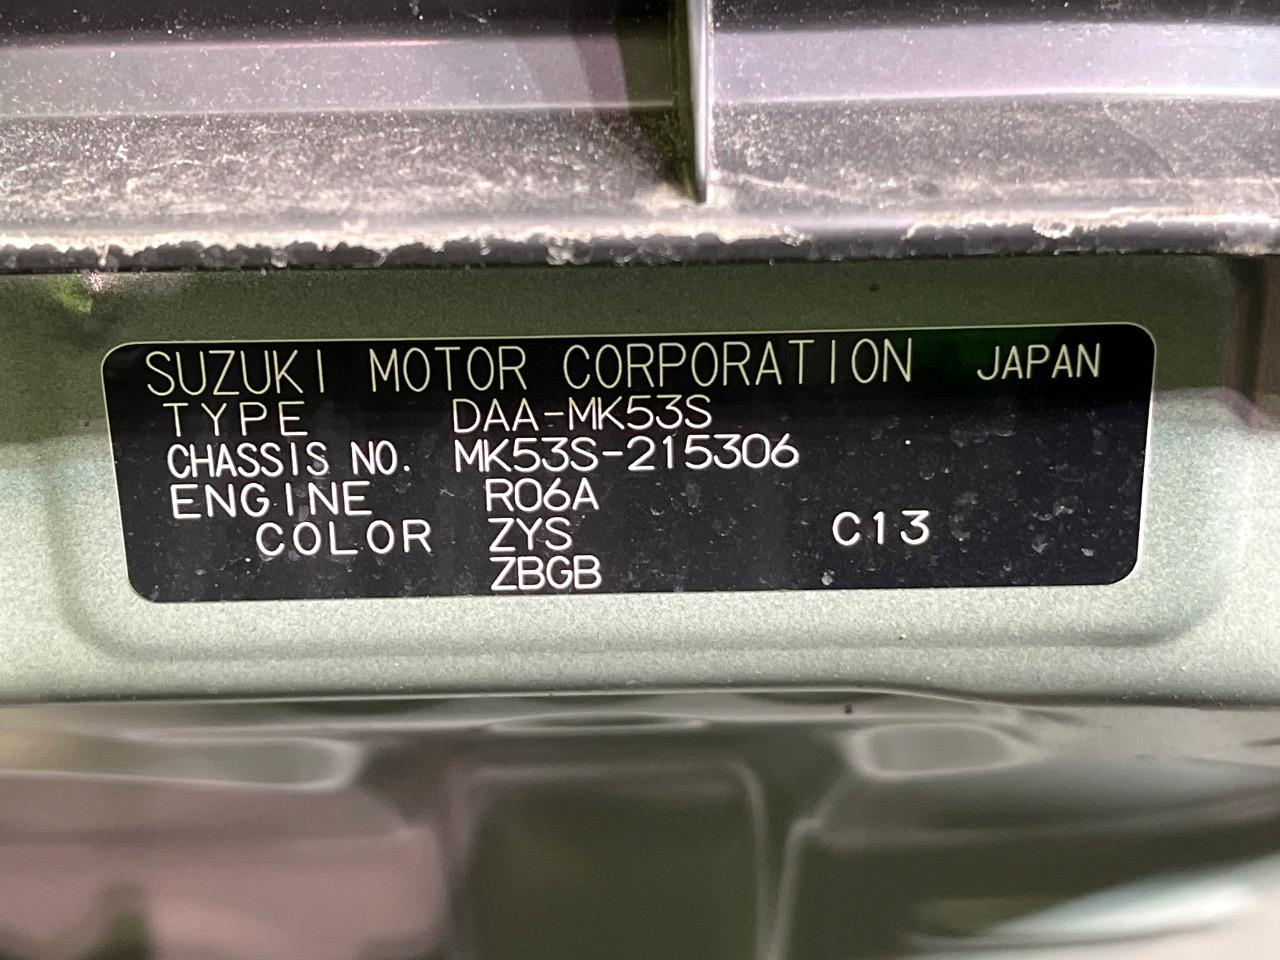 SUZUKI MOTOR CORPORATION JAPAN
TYPE DAA-MK53S
CHASSIS NO. MK53S-215306
ENGINE R06A
COLOR ZYS C13
ZBGB